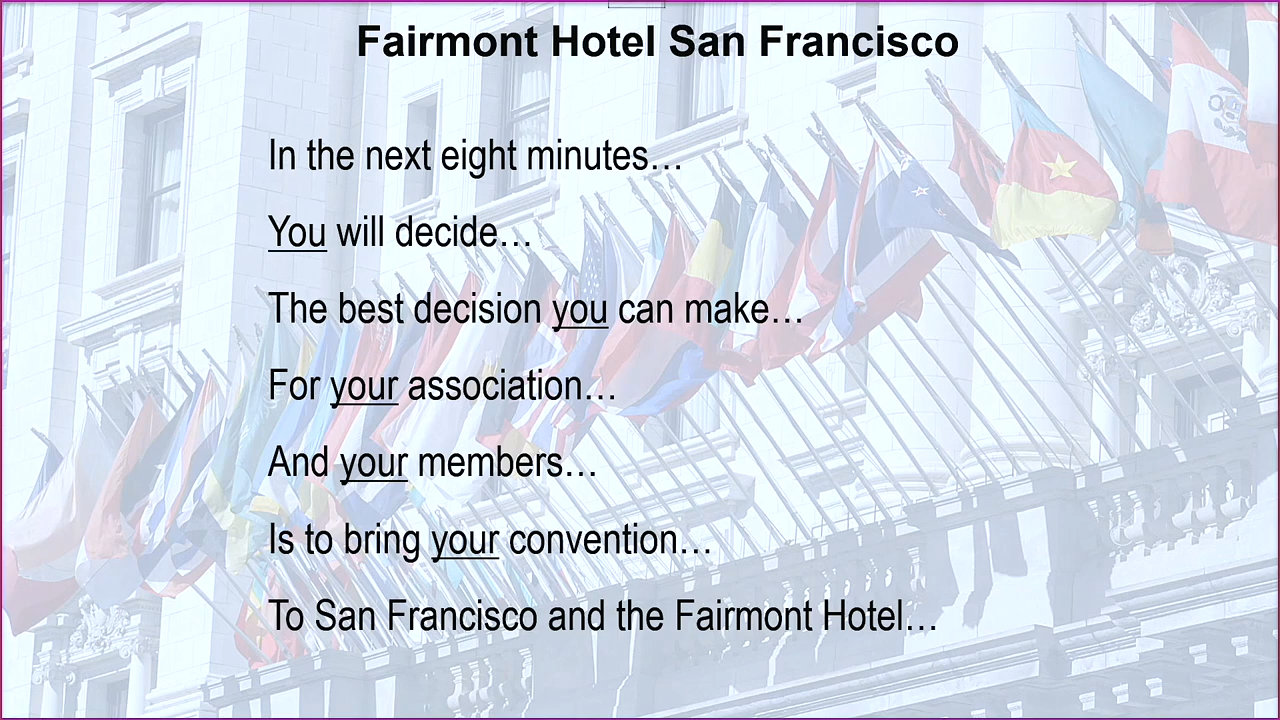 Fairmont Hotel San Francisco
In the next eight minutes…
You will decide…
The best decision you can make…
For your association…
And your members…
Is to bring your convention…
To San Francisco and the Fairmont Hotel…